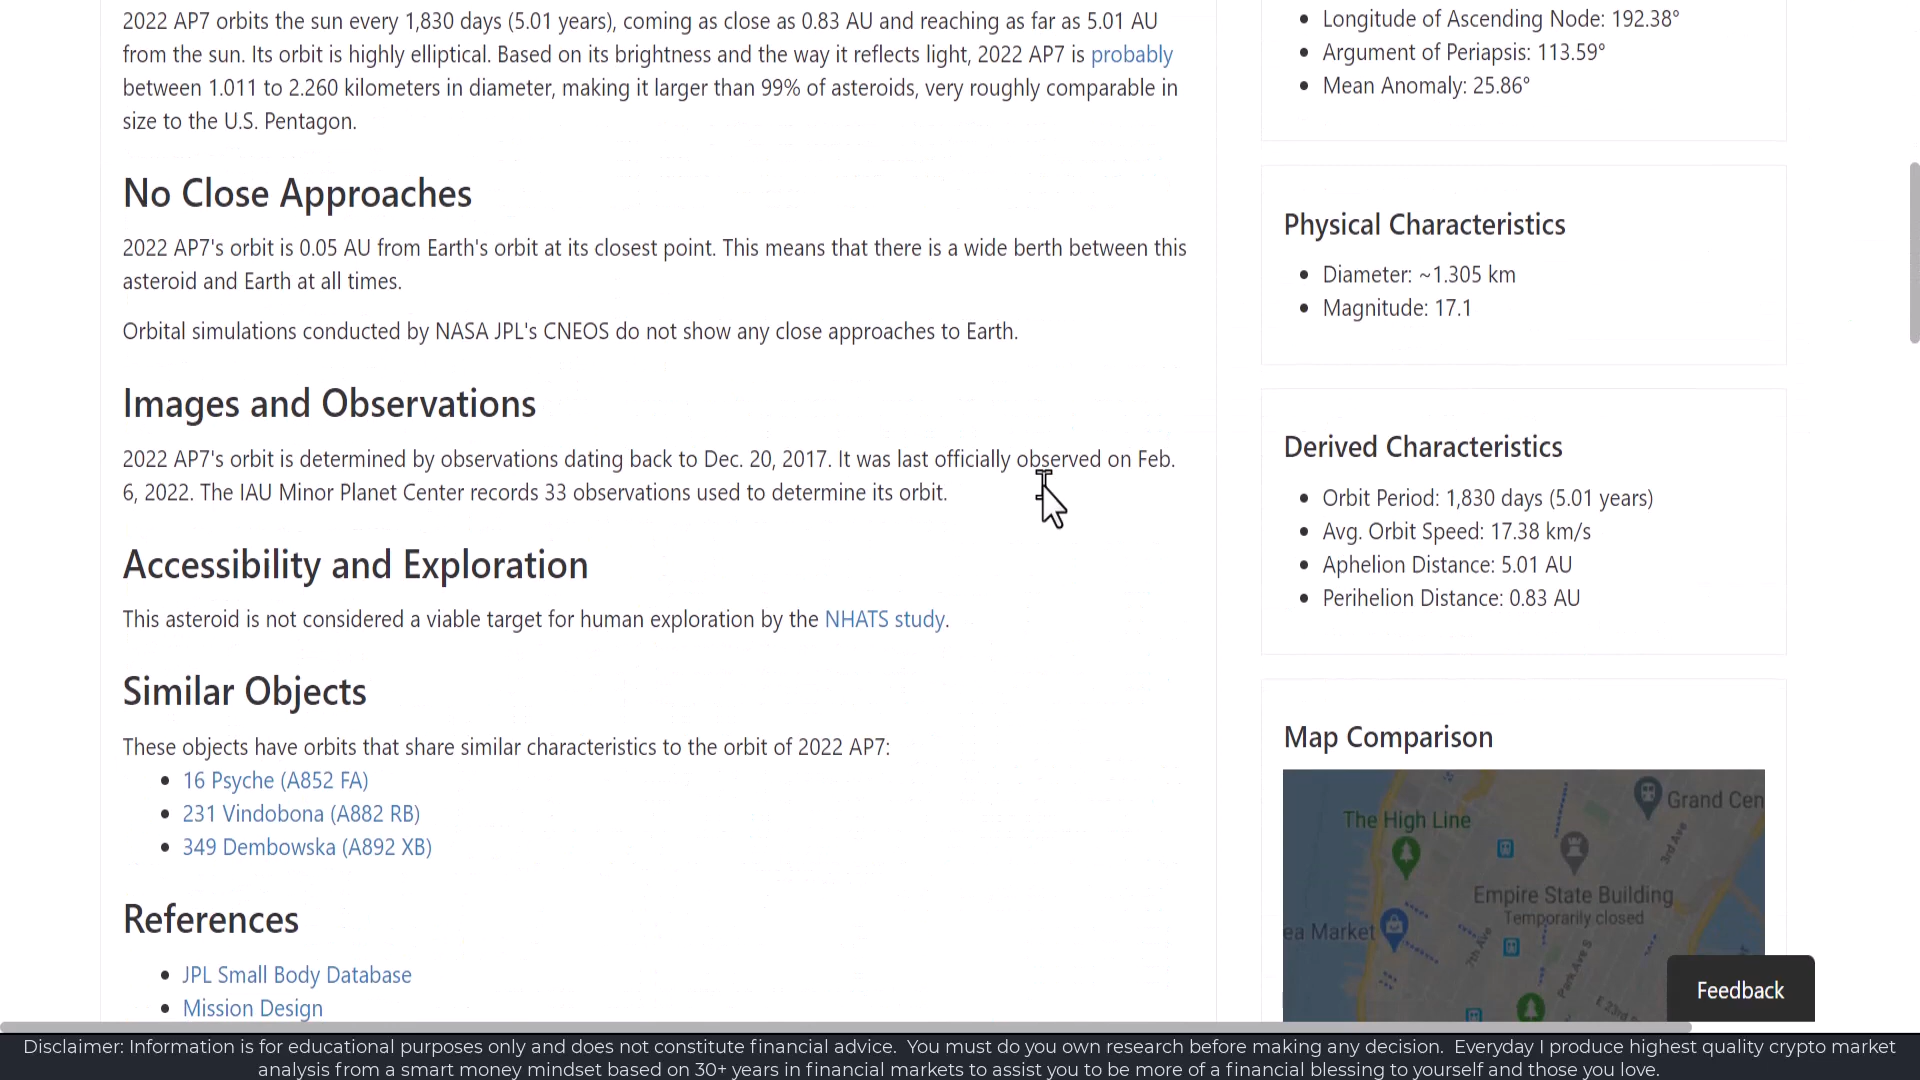 2022 AP7 orbits the sun every 1,830 days (5.01 years), coming as close as 0.83 AU and reaching as far as 5.01 AU
from the sun. Its orbit is highly elliptical. Based on its brightness and the way it reflects light, 2022 AP7 is probably
between 1.011 to 2.260 kilometers in diameter, making it larger than 99% of asteroids, very roughly comparable in
size to the U.S. Pentagon.
No Close Approaches
2022 AP7's orbit is 0.05 AU from Earth's orbit at its closest point. This means that there is a wide berth between this
asteroid and Earth at all times.
Orbital simulations conducted by NASA JPL's CNEOS do not show any close approaches to Earth.
Images and Observations
2022 AP7's orbit is determined by observations dating back to Dec. 20, 2017. It was last officially observed on Feb.
6, 2022. The IAU Minor Planet Center records 33 observations used to determine its orbit.
Accessibility and Exploration
This asteroid is not considered a viable target for human exploration by the NHATS study.
Similar Objects
These objects have orbits that share similar characteristics to the orbit of 2022 AP7:
16 Psyche (A852 FA)
231 Vindobona (A882 RB)
349 Dembowska (A892 XB)
References
JPL Small Body Database
Mission Design
Longitude of Ascending Node: 192.38°
Argument of Periapsis: 113.59°
Mean Anomaly: 25.86°
Physical Characteristics
Diameter: ~1.305 km
Magnitude: 17.1
Derived Characteristics
Orbit Period: 1,830 days (5.01 years)
Avg. Orbit Speed: 17.38 km/s
Aphelion Distance: 5.01 AU
Perihelion Distance: 0.83 AU
Map Comparison
Grand Cen
The High Line
3rd Ave
Empire State Building
Temporarily closed
ea Market
7th Ave
Park Ave S
E 23rd St
Feedback
Disclaimer: Information is for educational purposes only and does not constitute financial advice. You must do you own research before making any decision. Everyday I produce highest quality crypto market
analysis from a smart money mindset based on 30+ years in financial markets to assist you to be more of a financial blessing to yourself and those you love.